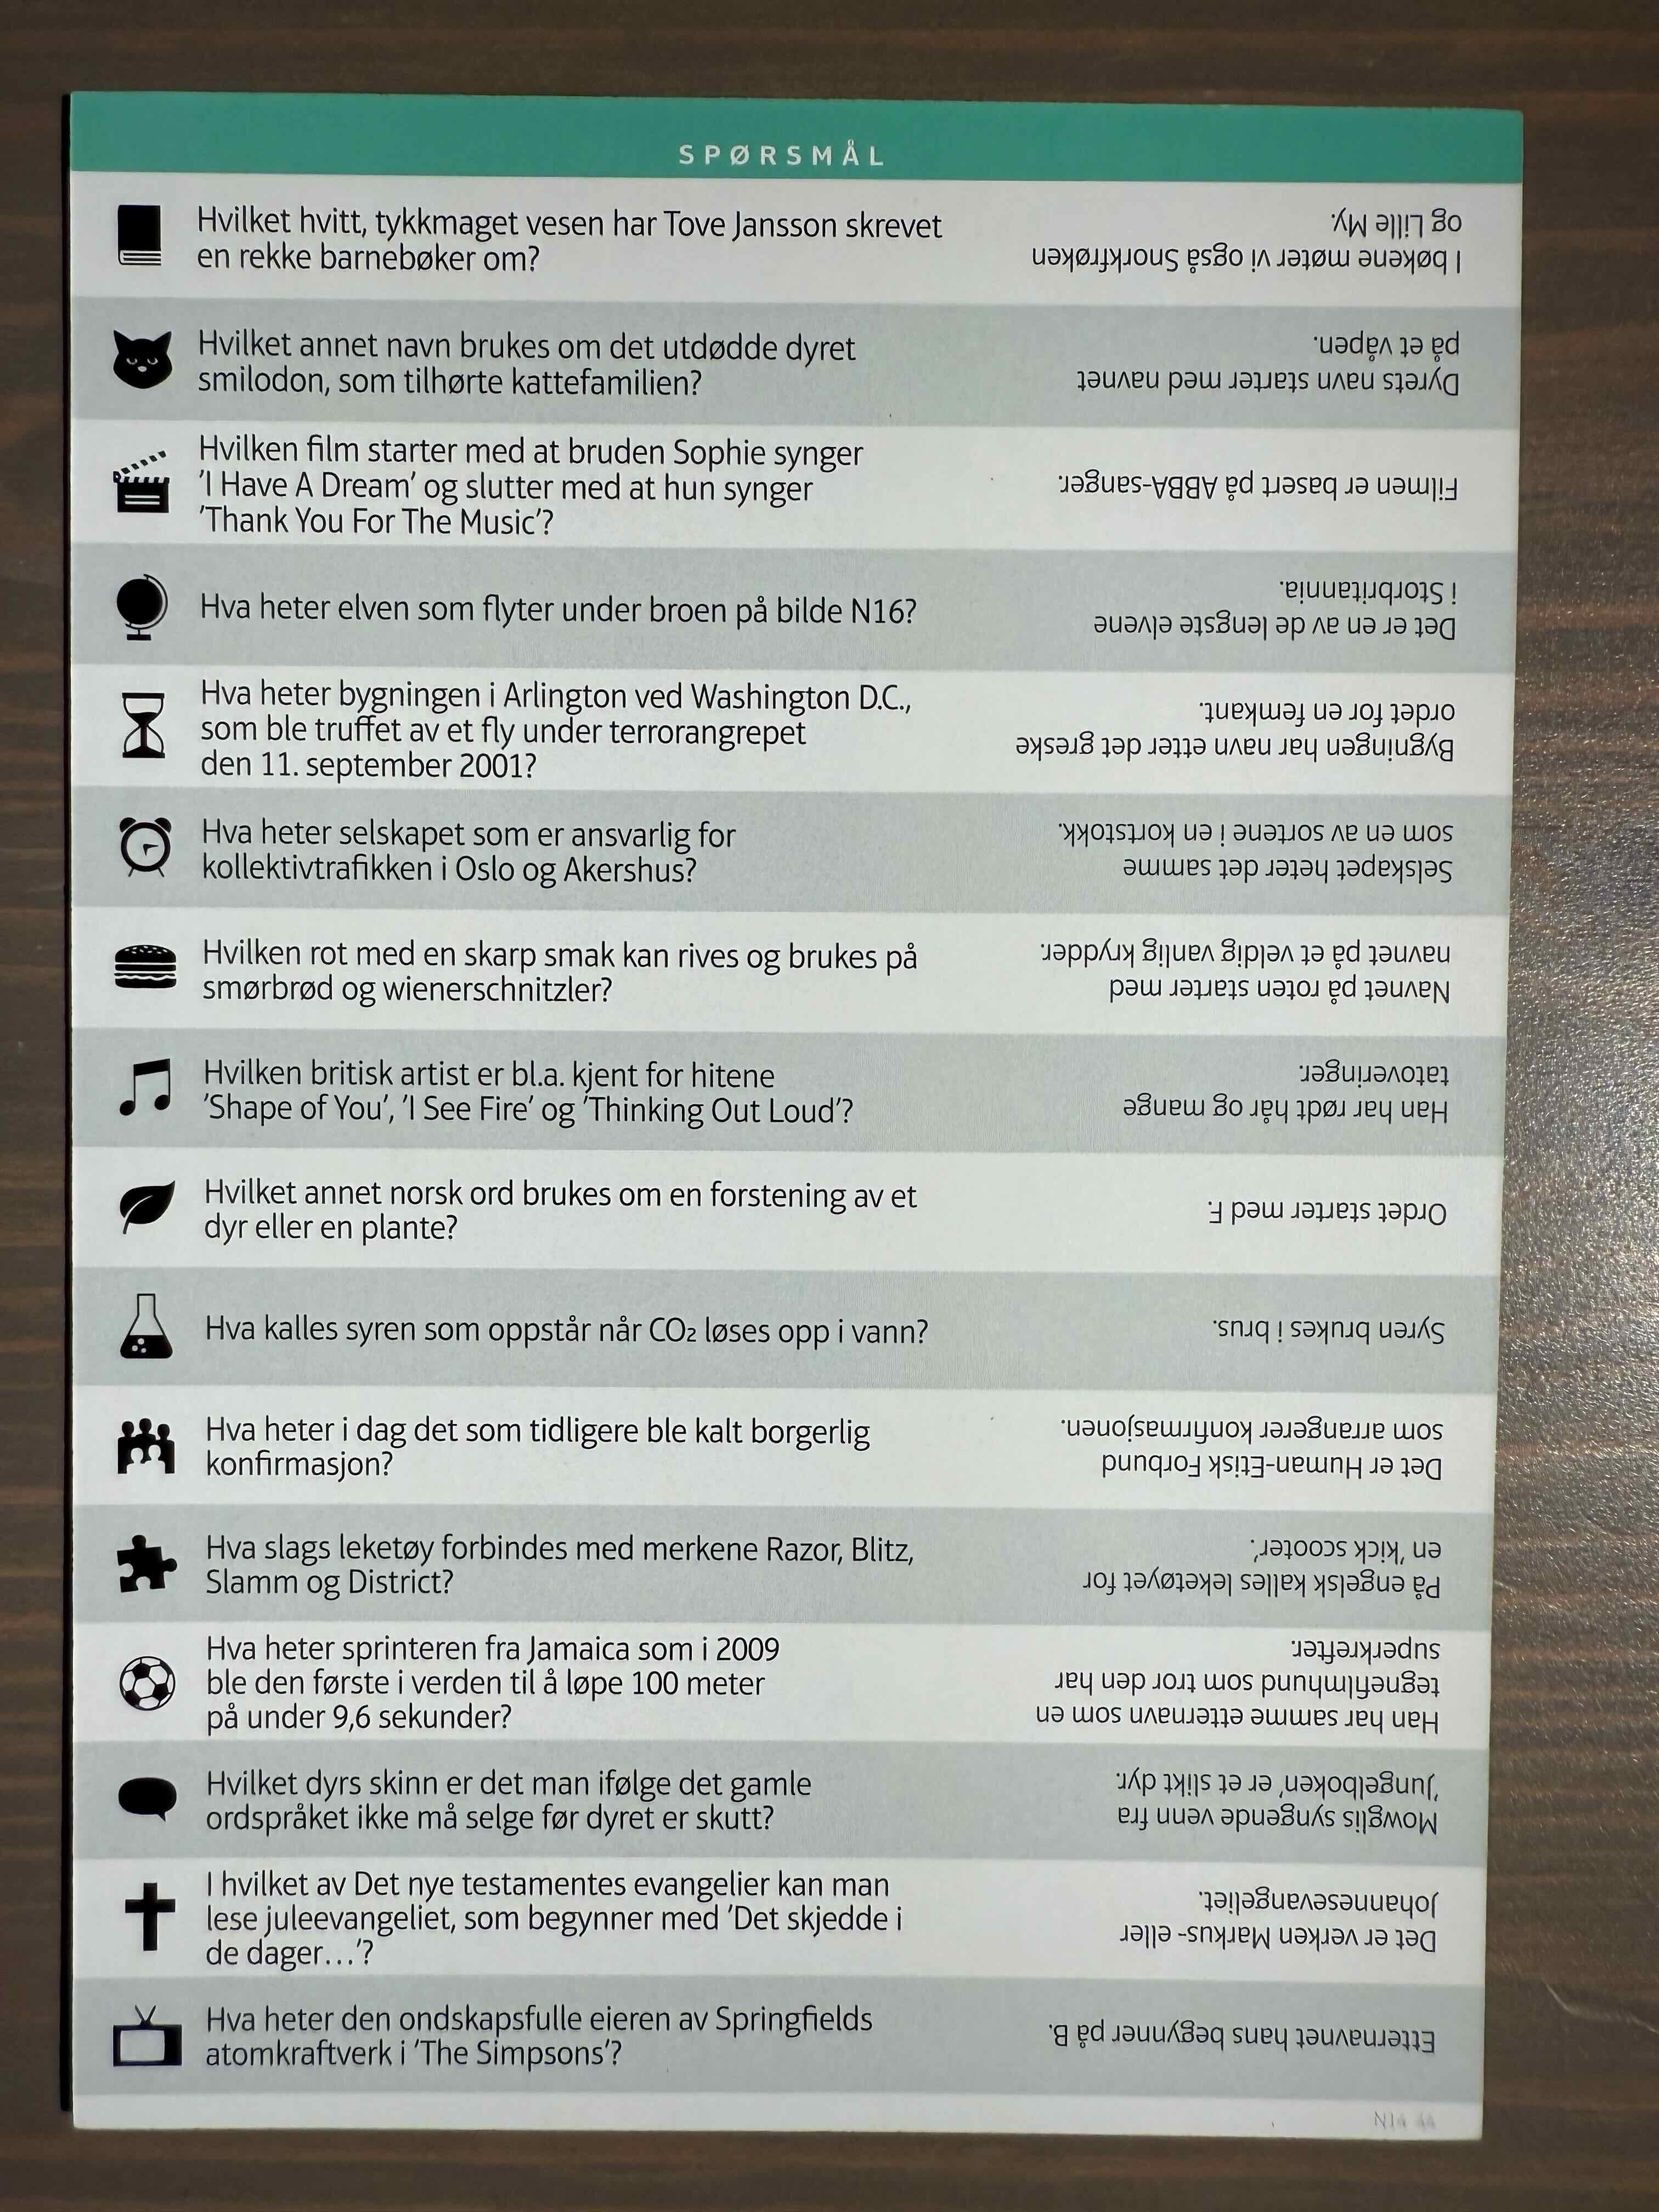 SPØRSMÅL
Hvilket hvitt, tykkmaget vesen har Tove Jansson skrevet
en rekke barnebøker om?
I bøkene møter vi også Snorkfrøken
og Lille My.
Hvilket annet navn brukes om det utdødde dyret
smilodon, som tilhørte kattefamilien?
Dyrets navn starter med navnet
på et våpen.
Hvilken film starter med at bruden Sophie synger
'I Have A Dream' og slutter med at hun synger
'Thank You For The Music'?
Filmen er basert på ABBA-sanger.
Hva heter elven som flyter under broen på bilde N16?
Det er en av de lengste elvene
i Storbritannia.
Hva heter bygningen i Arlington ved Washington D.C.,
som ble truffet av et fly under terrorangrepet
den 11. september 2001?
Bygningen har navn etter det greske
ordet for en femkant.
Hva heter selskapet som er ansvarlig for
kollektivtrafikken i Oslo og Akershus?
Selskapet heter det samme
som en av sortene i en kortstokk.
Hvilken rot med en skarp smak kan rives og brukes på
smørbrød og wienerschnitzler?
Navnet på roten starter med
navnet på et veldig vanlig krydder.
Hvilken britisk artist er bl.a. kjent for hitene
'Shape of You', 'I See Fire' og 'Thinking Out Loud'?
Han har rødt hår og mange
tatoveringer.
Hvilket annet norsk ord brukes om en forstening av et
dyr eller en plante?
Ordet starter med F.
Hva kalles syren som oppstår når CO₂ løses opp i vann?
Syren brukes i brus.
Hva heter i dag det som tidligere ble kalt borgerlig
konfirmasjon?
Det er Human-Etisk Forbund
som arrangerer konfirmasjonen.
Hva slags leketøy forbindes med merkene Razor, Blitz,
Slamm og District?
På engelsk kalles leketøyet for
en 'kick scooter'.
Hva heter sprinteren fra Jamaica som i 2009
ble den første i verden til å løpe 100 meter
på under 9,6 sekunder?
Han har samme etternavn som en
tegnefilmhund som tror den har
superkrefter.
Hvilket dyrs skinn er det man ifølge det gamle
ordspråket ikke må selge før dyret er skutt?
Mowglis syngende venn fra
'Jungelboken' er et slikt dyr.
I hvilket av Det nye testamentes evangelier kan man
lese juleevangeliet, som begynner med 'Det skjedde i
de dager...'?
Det er verken Markus- eller
Johannesevangeliet.
Hva heter den ondskapsfulle eieren av Springfields
atomkraftverk i 'The Simpsons'?
Etternavnet hans begynner på B.
N14 44